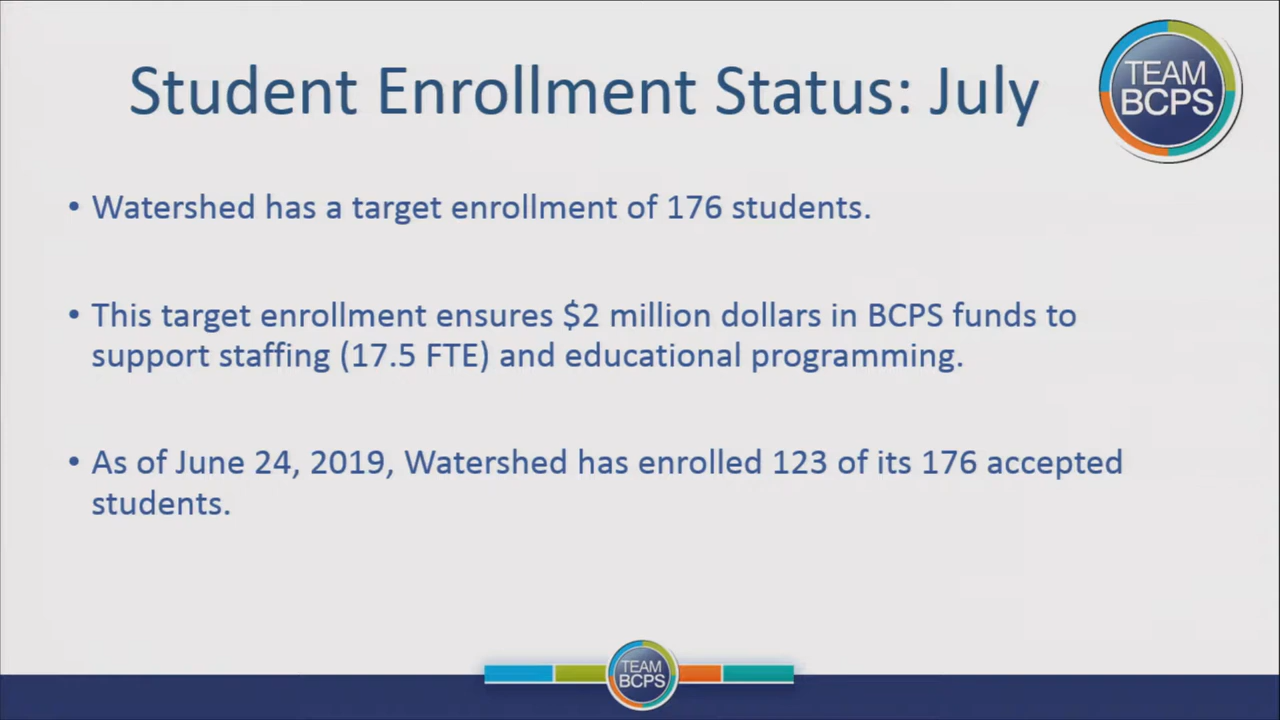 Student Enrollment Status: July
TEAM
BCPS
• Watershed has a target enrollment of 176 students.
• This target enrollment ensures $2 million dollars in BCPS funds to
support staffing (17.5 FTE) and educational programming.
• As of June 24, 2019, Watershed has enrolled 123 of its 176 accepted
students.
TEAM
BCPS